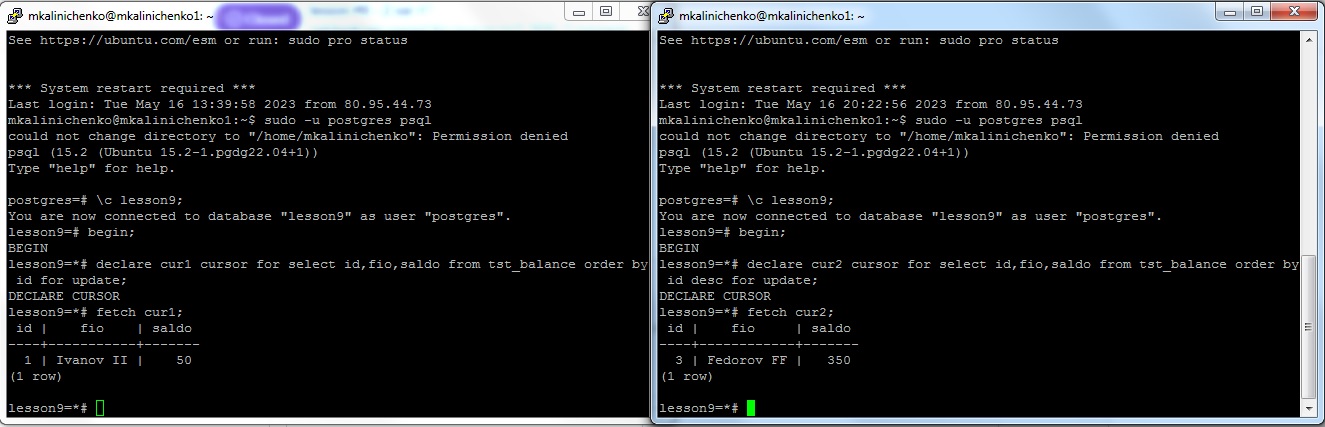 mkalinichenko@mkalinichenko1: ~
See https://ubuntu.com/esm or run: sudo pro status
*** System restart required ***
Last login: Tue May 16 13:39:58 2023 from 80.95.44.73
mkalinichenko@mkalinichenko1:~$ sudo -u postgres psql
could not change directory to "/home/mkalinichenko": Permission denied
psql (15.2 (Ubuntu 15.2-1.pgdg22.04+1))
Type "help" for help.
postgres=# \c lesson9;
You are now connected to database "lesson9" as user "postgres".
lesson9=# begin;
BEGIN
lesson9=*# declare cur1 cursor for select id,fio,saldo from tst_balance order by
 id for update;
DECLARE CURSOR
lesson9=*# fetch cur1;
 id |    fio    | saldo
----+-----------+-------
  1 | Ivanov II |    50
(1 row)
lesson9=*#
mkalinichenko@mkalinichenko1: ~
See https://ubuntu.com/esm or run: sudo pro status
*** System restart required ***
Last login: Tue May 16 20:22:56 2023 from 80.95.44.73
mkalinichenko@mkalinichenko1:~$ sudo -u postgres psql
could not change directory to "/home/mkalinichenko": Permission denied
psql (15.2 (Ubuntu 15.2-1.pgdg22.04+1))
Type "help" for help.
postgres=# \c lesson9;
You are now connected to database "lesson9" as user "postgres".
lesson9=# begin;
BEGIN
lesson9=*# declare cur2 cursor for select id,fio,saldo from tst_balance order by
 id desc for update;
DECLARE CURSOR
lesson9=*# fetch cur2;
 id |    fio     | saldo
----+------------+-------
  3 | Fedorov FF |   350
(1 row)
lesson9=*#